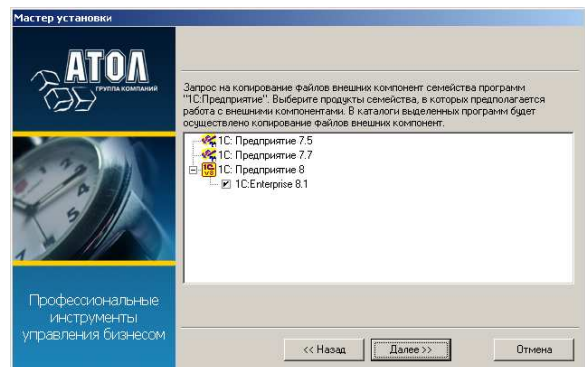 Мастер установки
АТОЛ
ГРУППА КОМПАНИЙ
Запрос на копирование файлов внешних компонент семейства программ
"1С:Предприятие". Выберите продукты семейства, в которых предполагается
работа с внешними компонентами. В каталоги выделенных программ будет
осуществлено копирование файлов внешних компонент.
1С: Предприятие 7.5
1С: Предприятие 7.7
1С: Предприятие 8
1C:Enterprise 8.1
Профессиональные
инструменты
управления бизнесом
<< Назад
Далее >>
Отмена